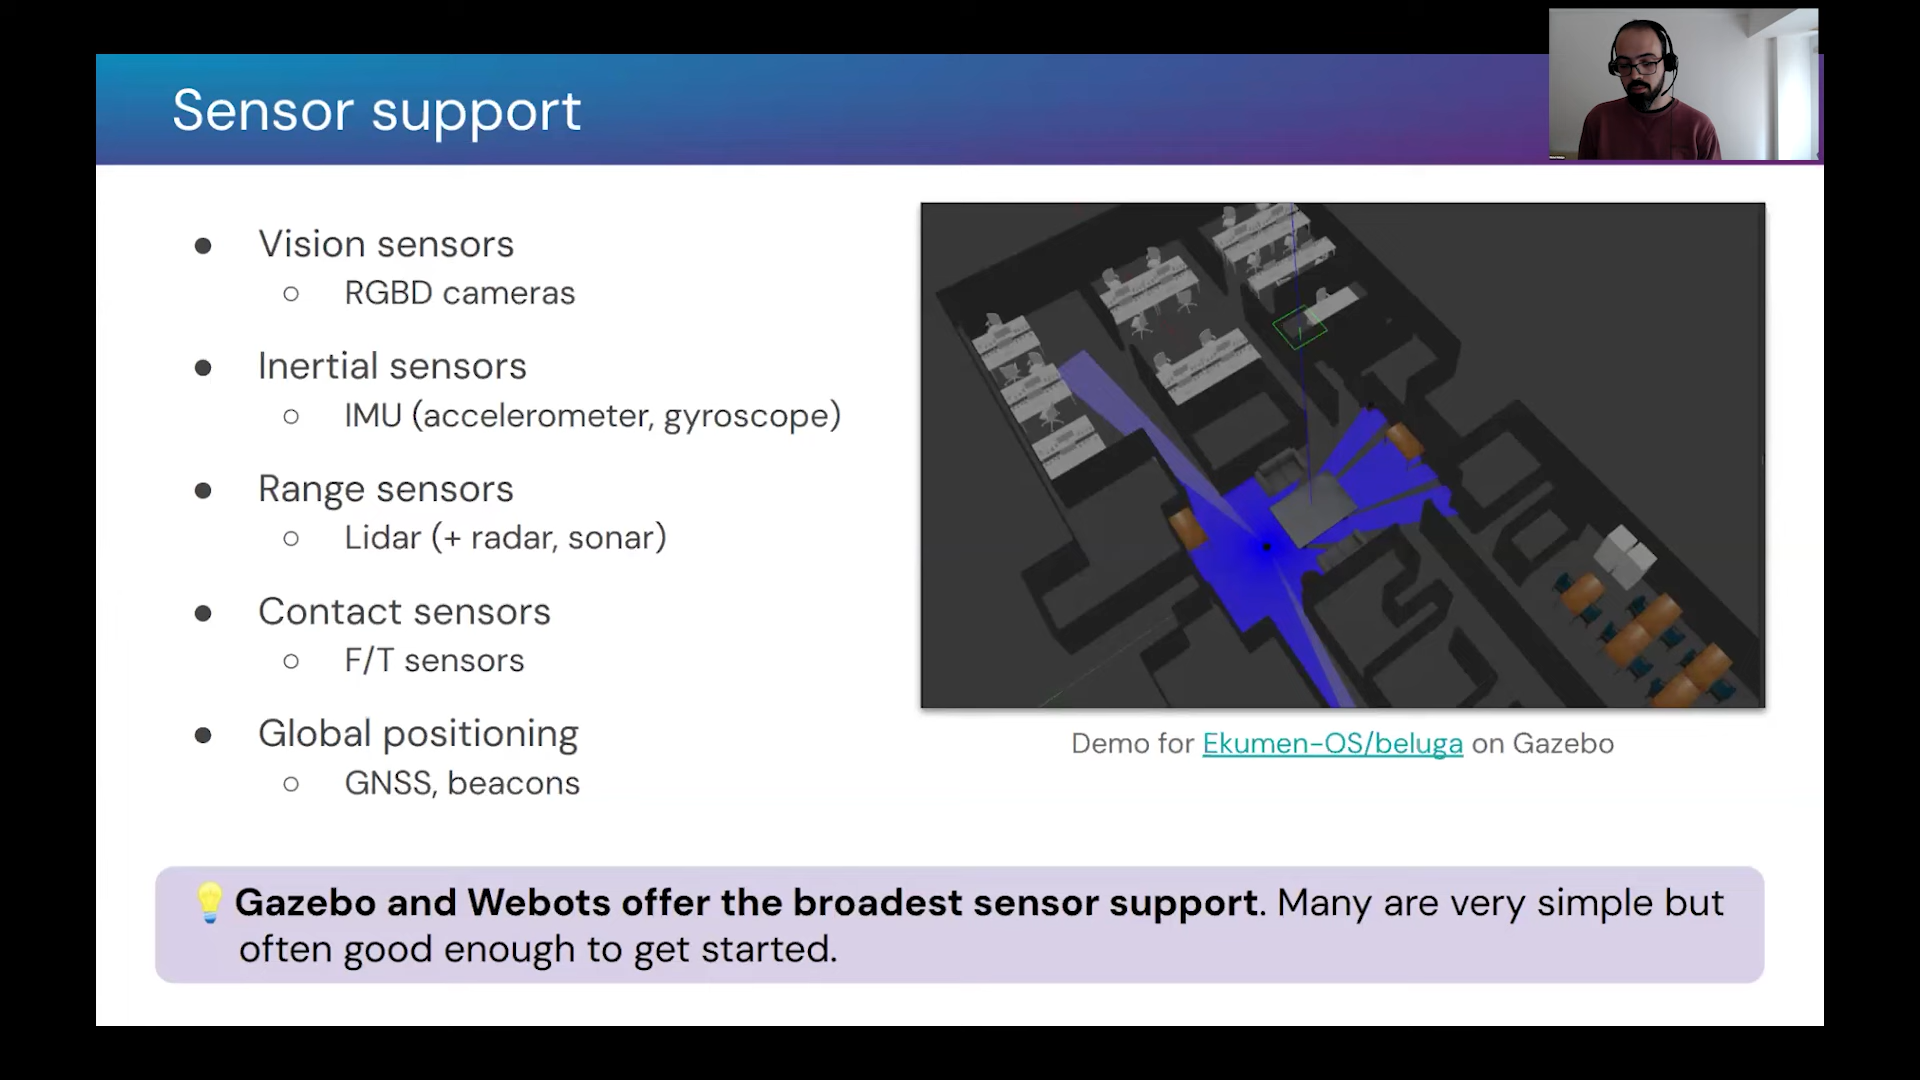 Sensor support
● Vision sensors
○ RGBD cameras
● Inertial sensors
○ IMU (accelerometer, gyroscope)
● Range sensors
○ Lidar (+ radar, sonar)
● Contact sensors
○ F/T sensors
● Global positioning
○ GNSS, beacons
Demo for Ekumen-OS/beluga on Gazebo
💡 Gazebo and Webots offer the broadest sensor support. Many are very simple but
often good enough to get started.